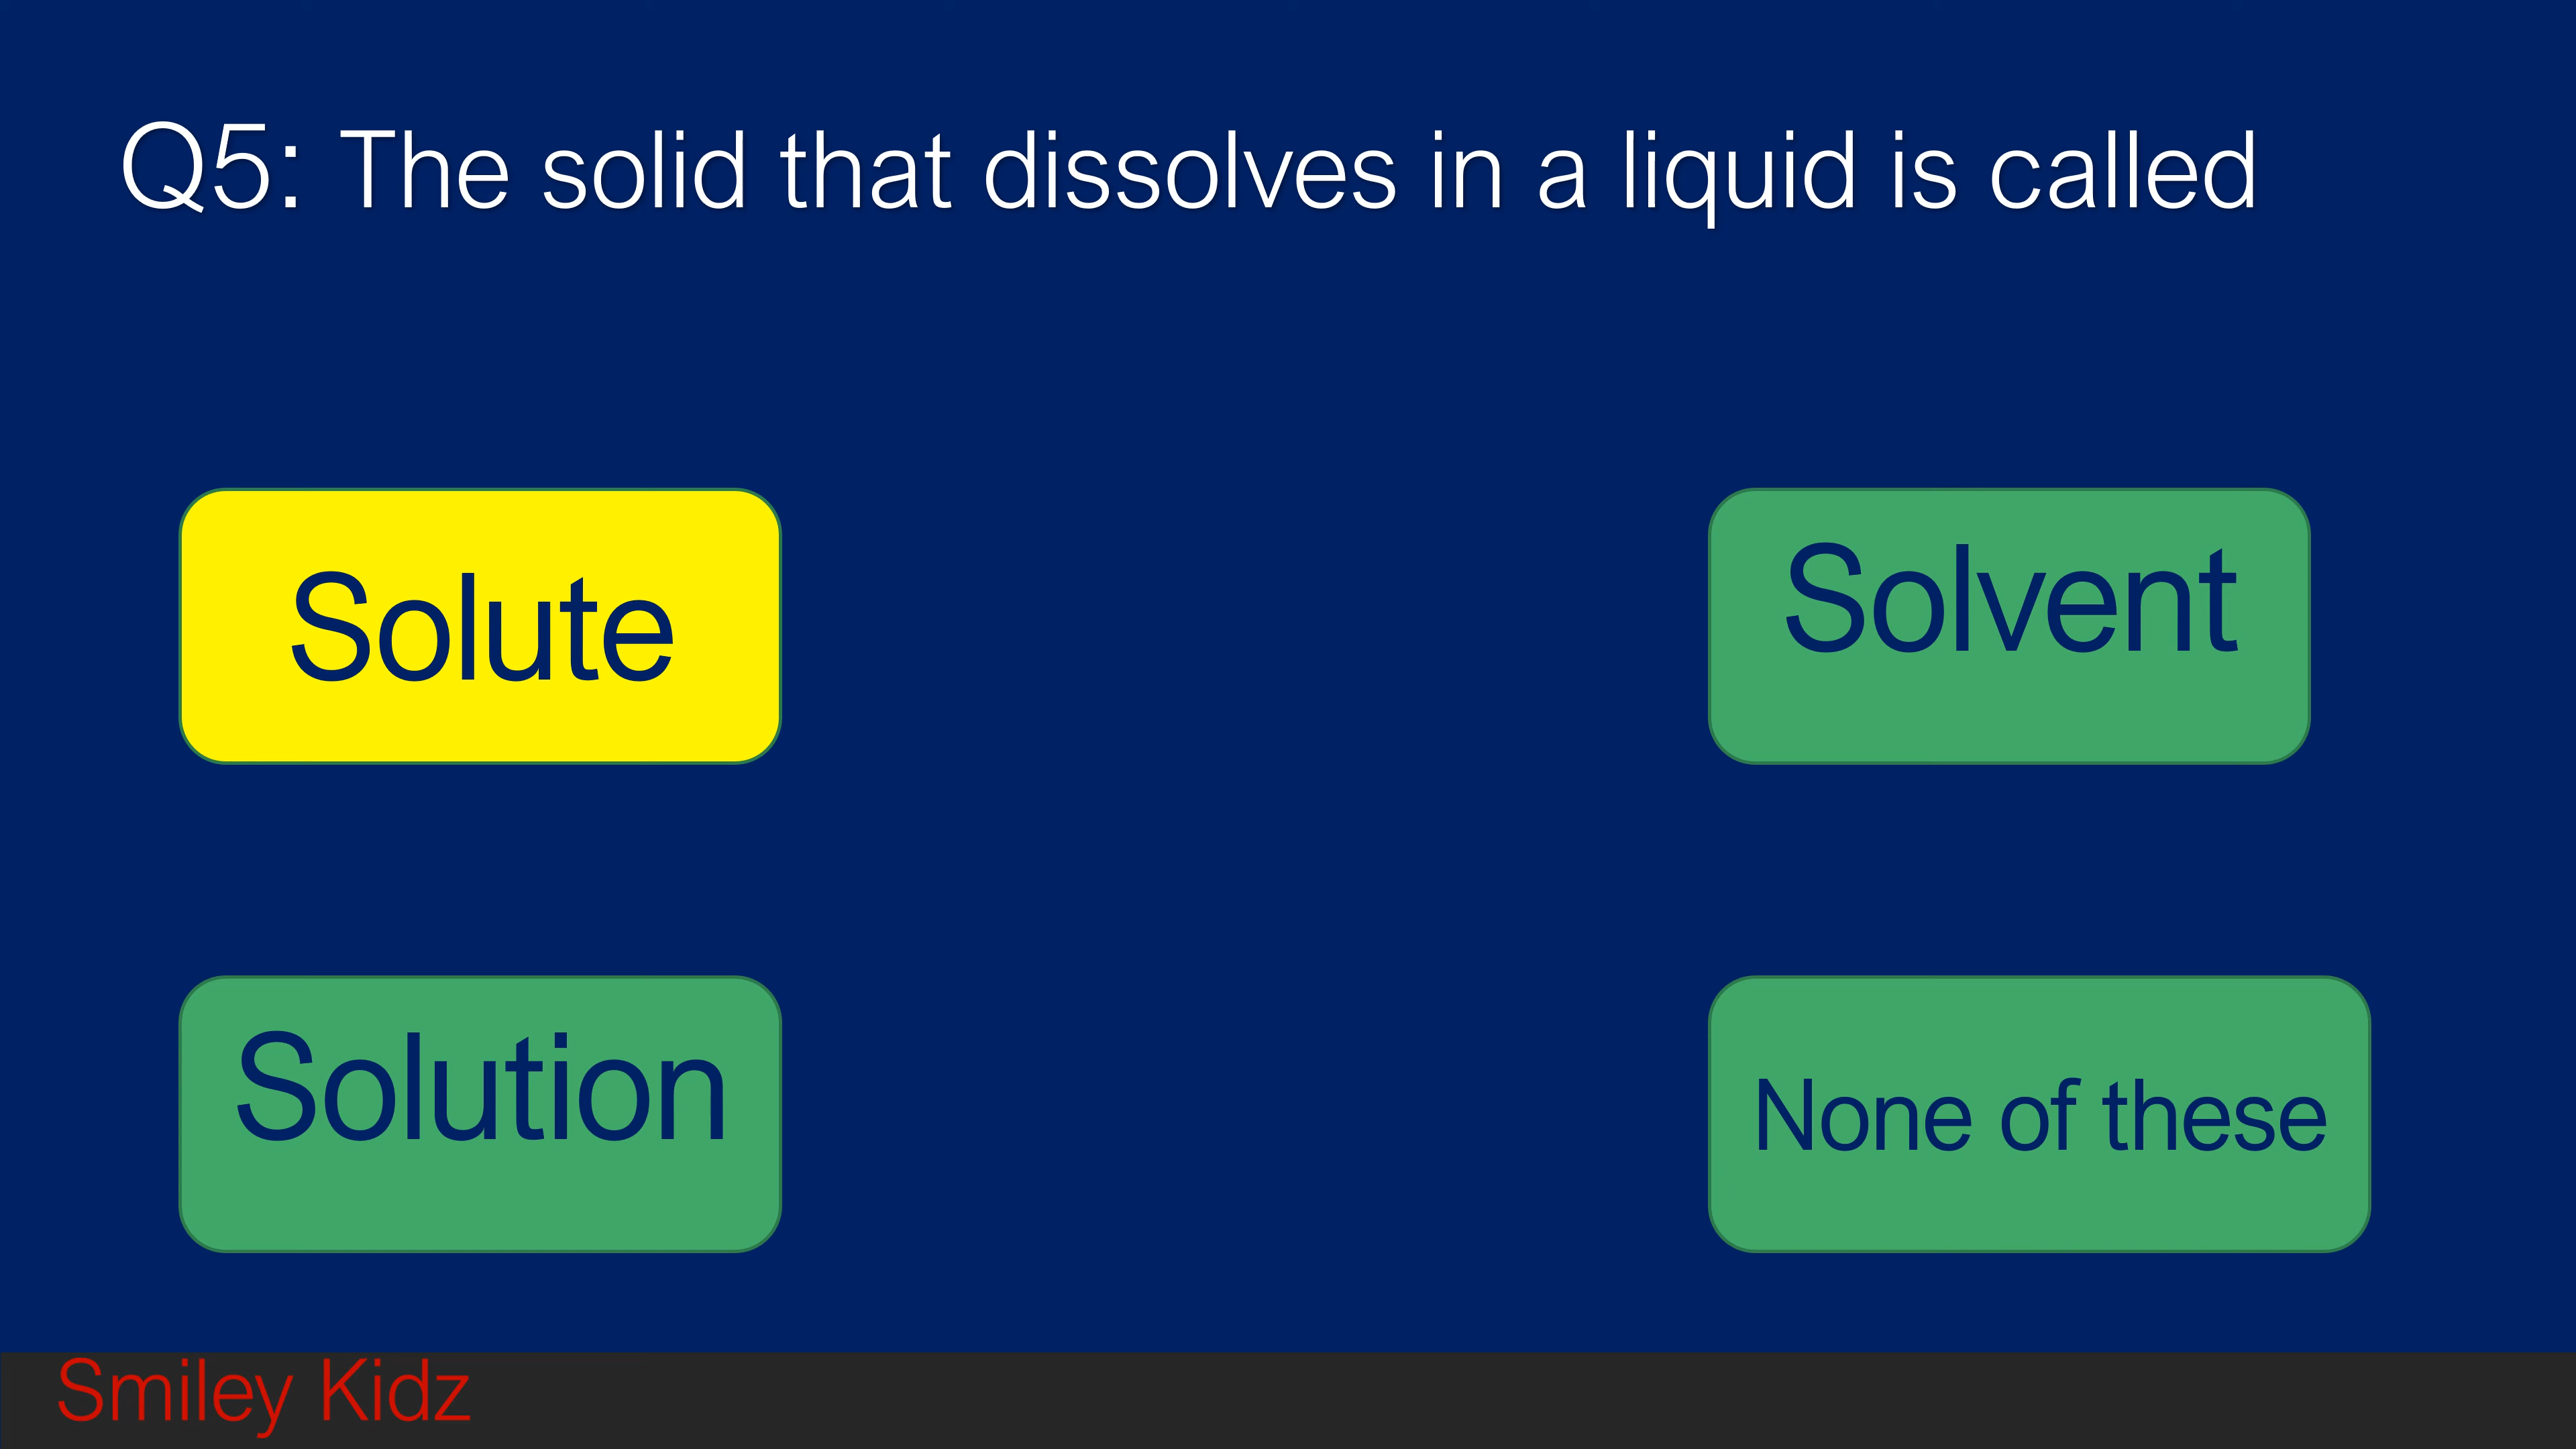 Q5: The solid that dissolves in a liquid is called
Solute
Solvent
Solution
None of these
Smiley Kidz